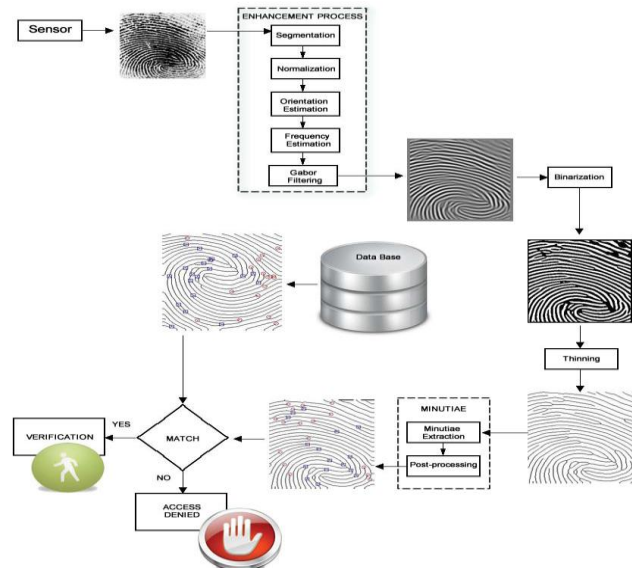 Sensor
ENHANCEMENT PROCESS
Segmentation
Normalization
Orientation
Estimation
Frequency
Estimation
Gabor
Filtering
Binarization
Data Base
Thinning
MINUTIAE
Minutiae
Extraction
Post-processing
MATCH
YES
VERIFICATION
NO
ACCESS
DENIED